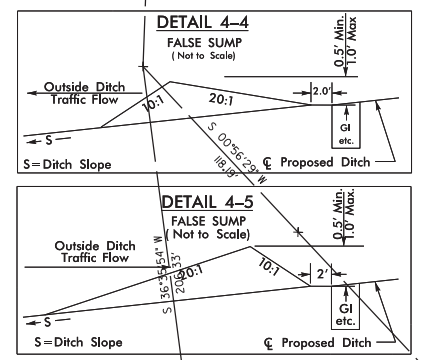 DETAIL 4–4
FALSE SUMP
( Not to Scale)
0.5' Min.
1.0' Max
Outside Ditch
Traffic Flow
10:1
20:1
2.0'
S
S = Ditch Slope
GI
etc.
℄ Proposed Ditch
S 00°56'29" W
118.19'
DETAIL 4–5
FALSE SUMP
( Not to Scale)
0.5' Min.
1.0' Max.
Outside Ditch
Traffic Flow
S 36°35'54" W
206.33'
20:1
10:1
2'
S
S = Ditch Slope
GI
etc.
℄ Proposed Ditch